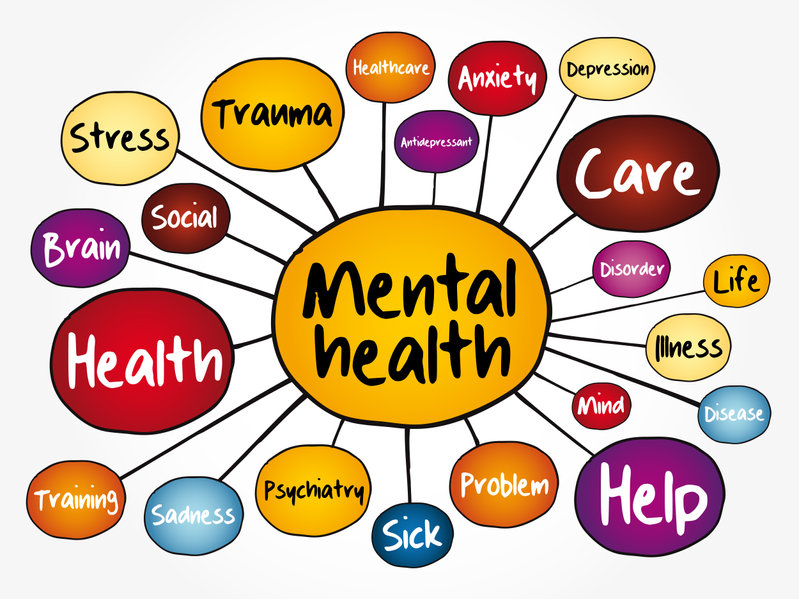 Healthcare
Anxiety
Depression
Trauma
Stress
Antidepressant
Care
Social
Brain
Disorder
Life
Mental
health
Health
Illness
Mind
Disease
Training
Sadness
Psychiatry
Sick
Problem
Help